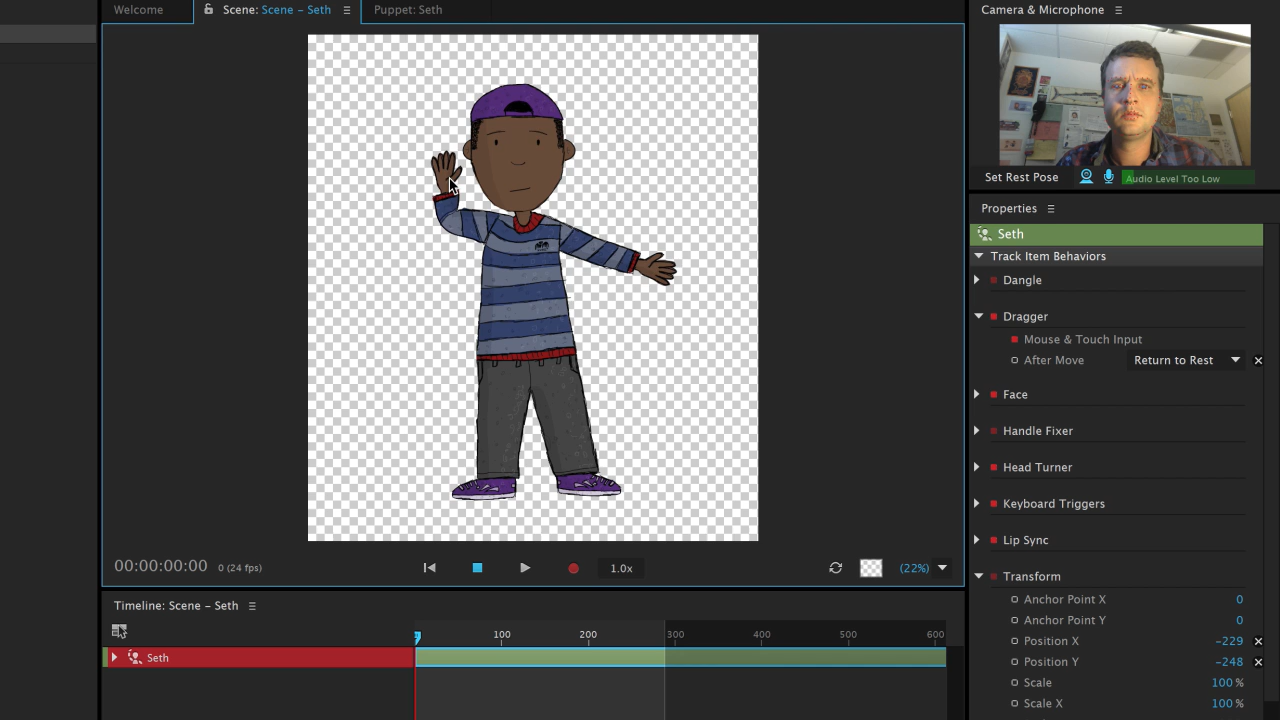 Welcome
Scene: Scene – Seth
Puppet: Seth
00:00:00:00
0 (24 fps)
1.0x
(22%)
Timeline: Scene – Seth
100
200
300
400
500
600
Seth
Camera & Microphone
Set Rest Pose
Audio Level Too Low
Properties
Seth
Track Item Behaviors
Dangle
Dragger
Mouse & Touch Input
After Move Return to Rest
Face
Handle Fixer
Head Turner
Keyboard Triggers
Lip Sync
Transform
Anchor Point X 0
Anchor Point Y 0
Position X -229
Position Y -248
Scale 100 %
Scale X 100 %